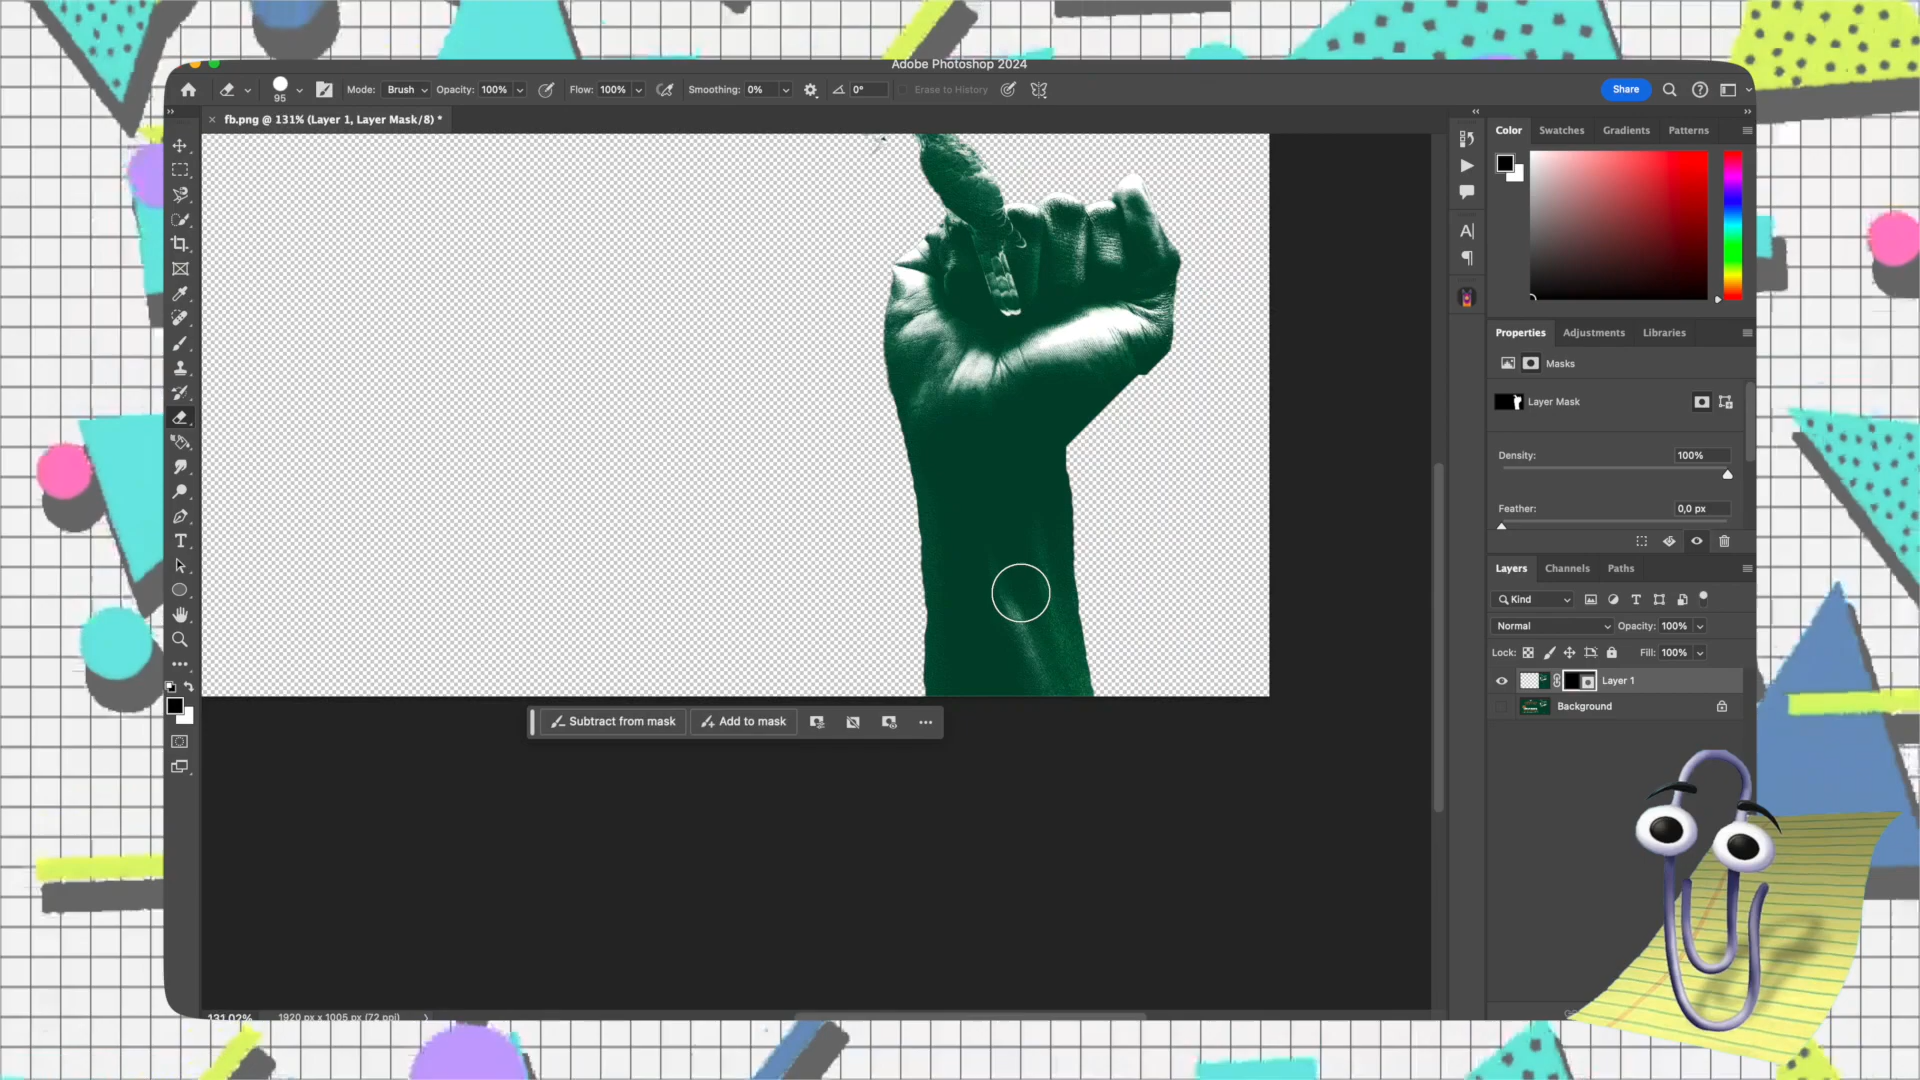 Adobe Photoshop 2024
95 Mode: Brush Opacity: 100% Flow: 100% Smoothing: 0% 0° Erase to History Share
fb.png @ 131% (Layer 1, Layer Mask/8) *
Color Swatches Gradients Patterns
Properties Adjustments Libraries
Masks
Layer Mask
Density: 100%
Feather: 0,0 px
Layers Channels Paths
Kind
Normal Opacity: 100%
Lock: Fill: 100%
Layer 1
Background
Subtract from mask Add to mask
131,02% 1920 px x 1005 px (72 ppi)